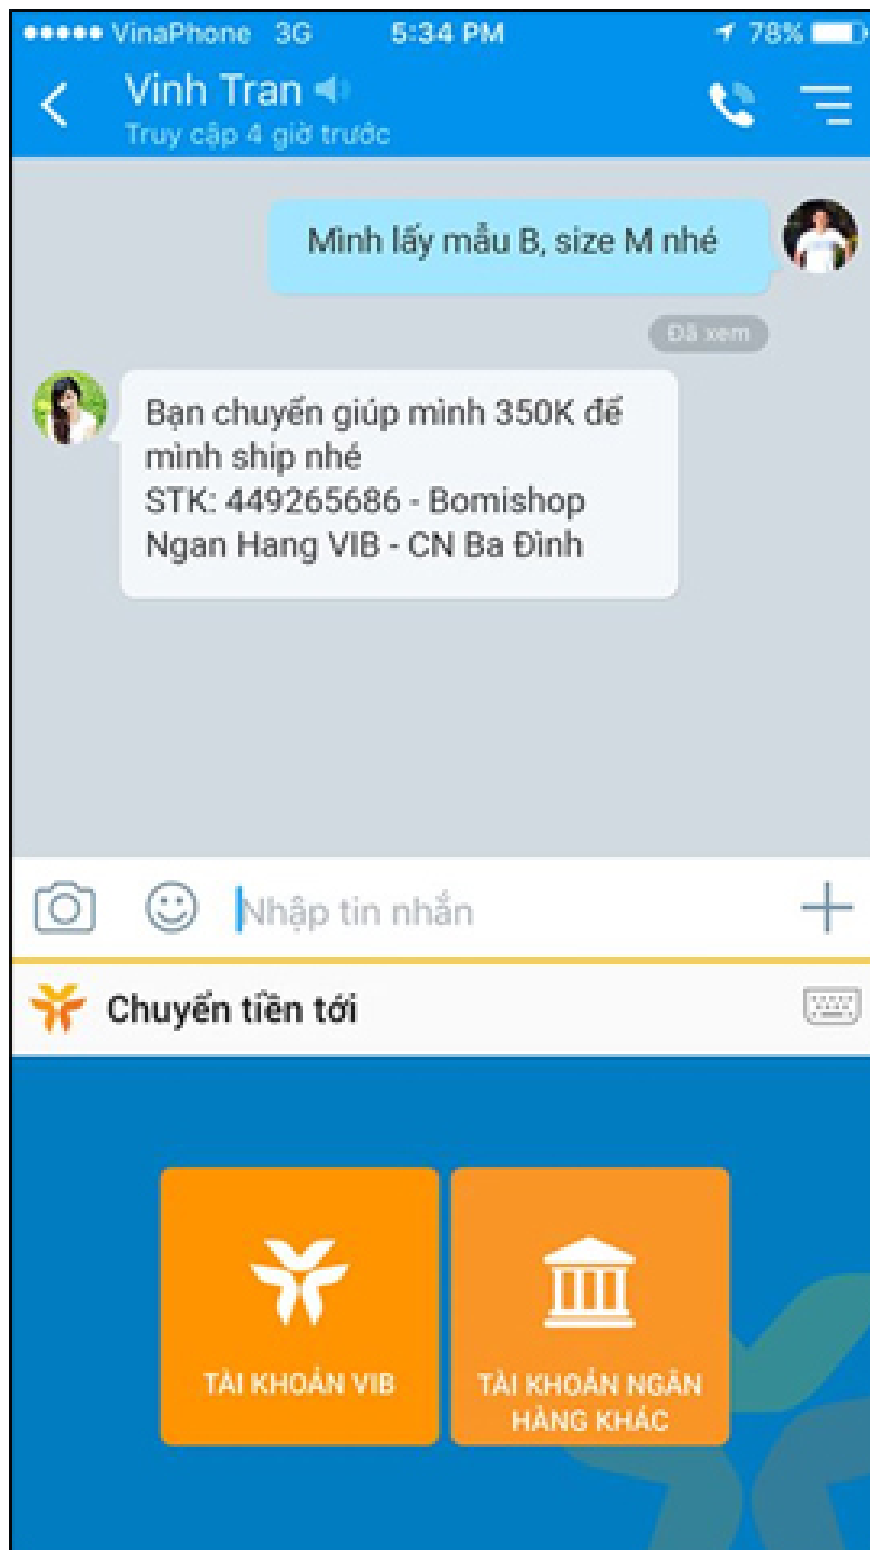 VinaPhone 3G 5:34 PM 78%
Vinh Tran
Truy cập 4 giờ trước
Mình lấy mẫu B, size M nhé
Đã xem
Bạn chuyển giúp mình 350K để
mình ship nhé
STK: 449265686 - Bomishop
Ngan Hang VIB - CN Ba Đình
Nhập tin nhắn
Chuyển tiền tới
TÀI KHOẢN VIB
TÀI KHOẢN NGÂN
HÀNG KHÁC